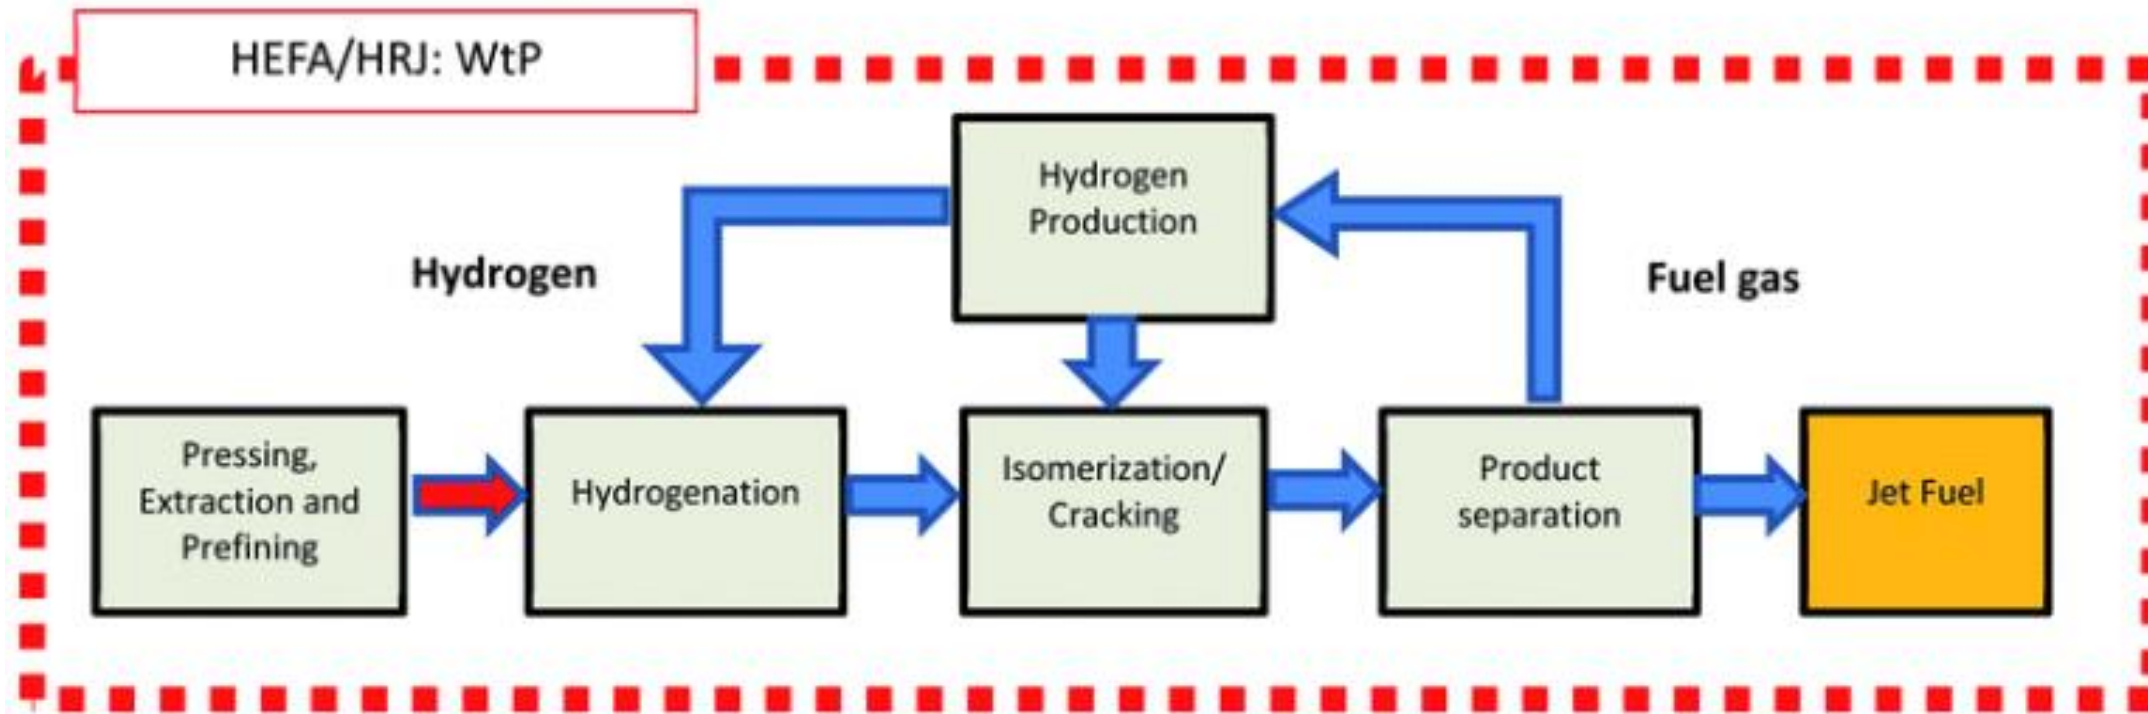 HEFA/HRJ: WtP
Hydrogen
Production
Hydrogen
Fuel gas
Pressing,
Extraction and
Prefining
Hydrogenation
Isomerization/
Cracking
Product
separation
Jet Fuel